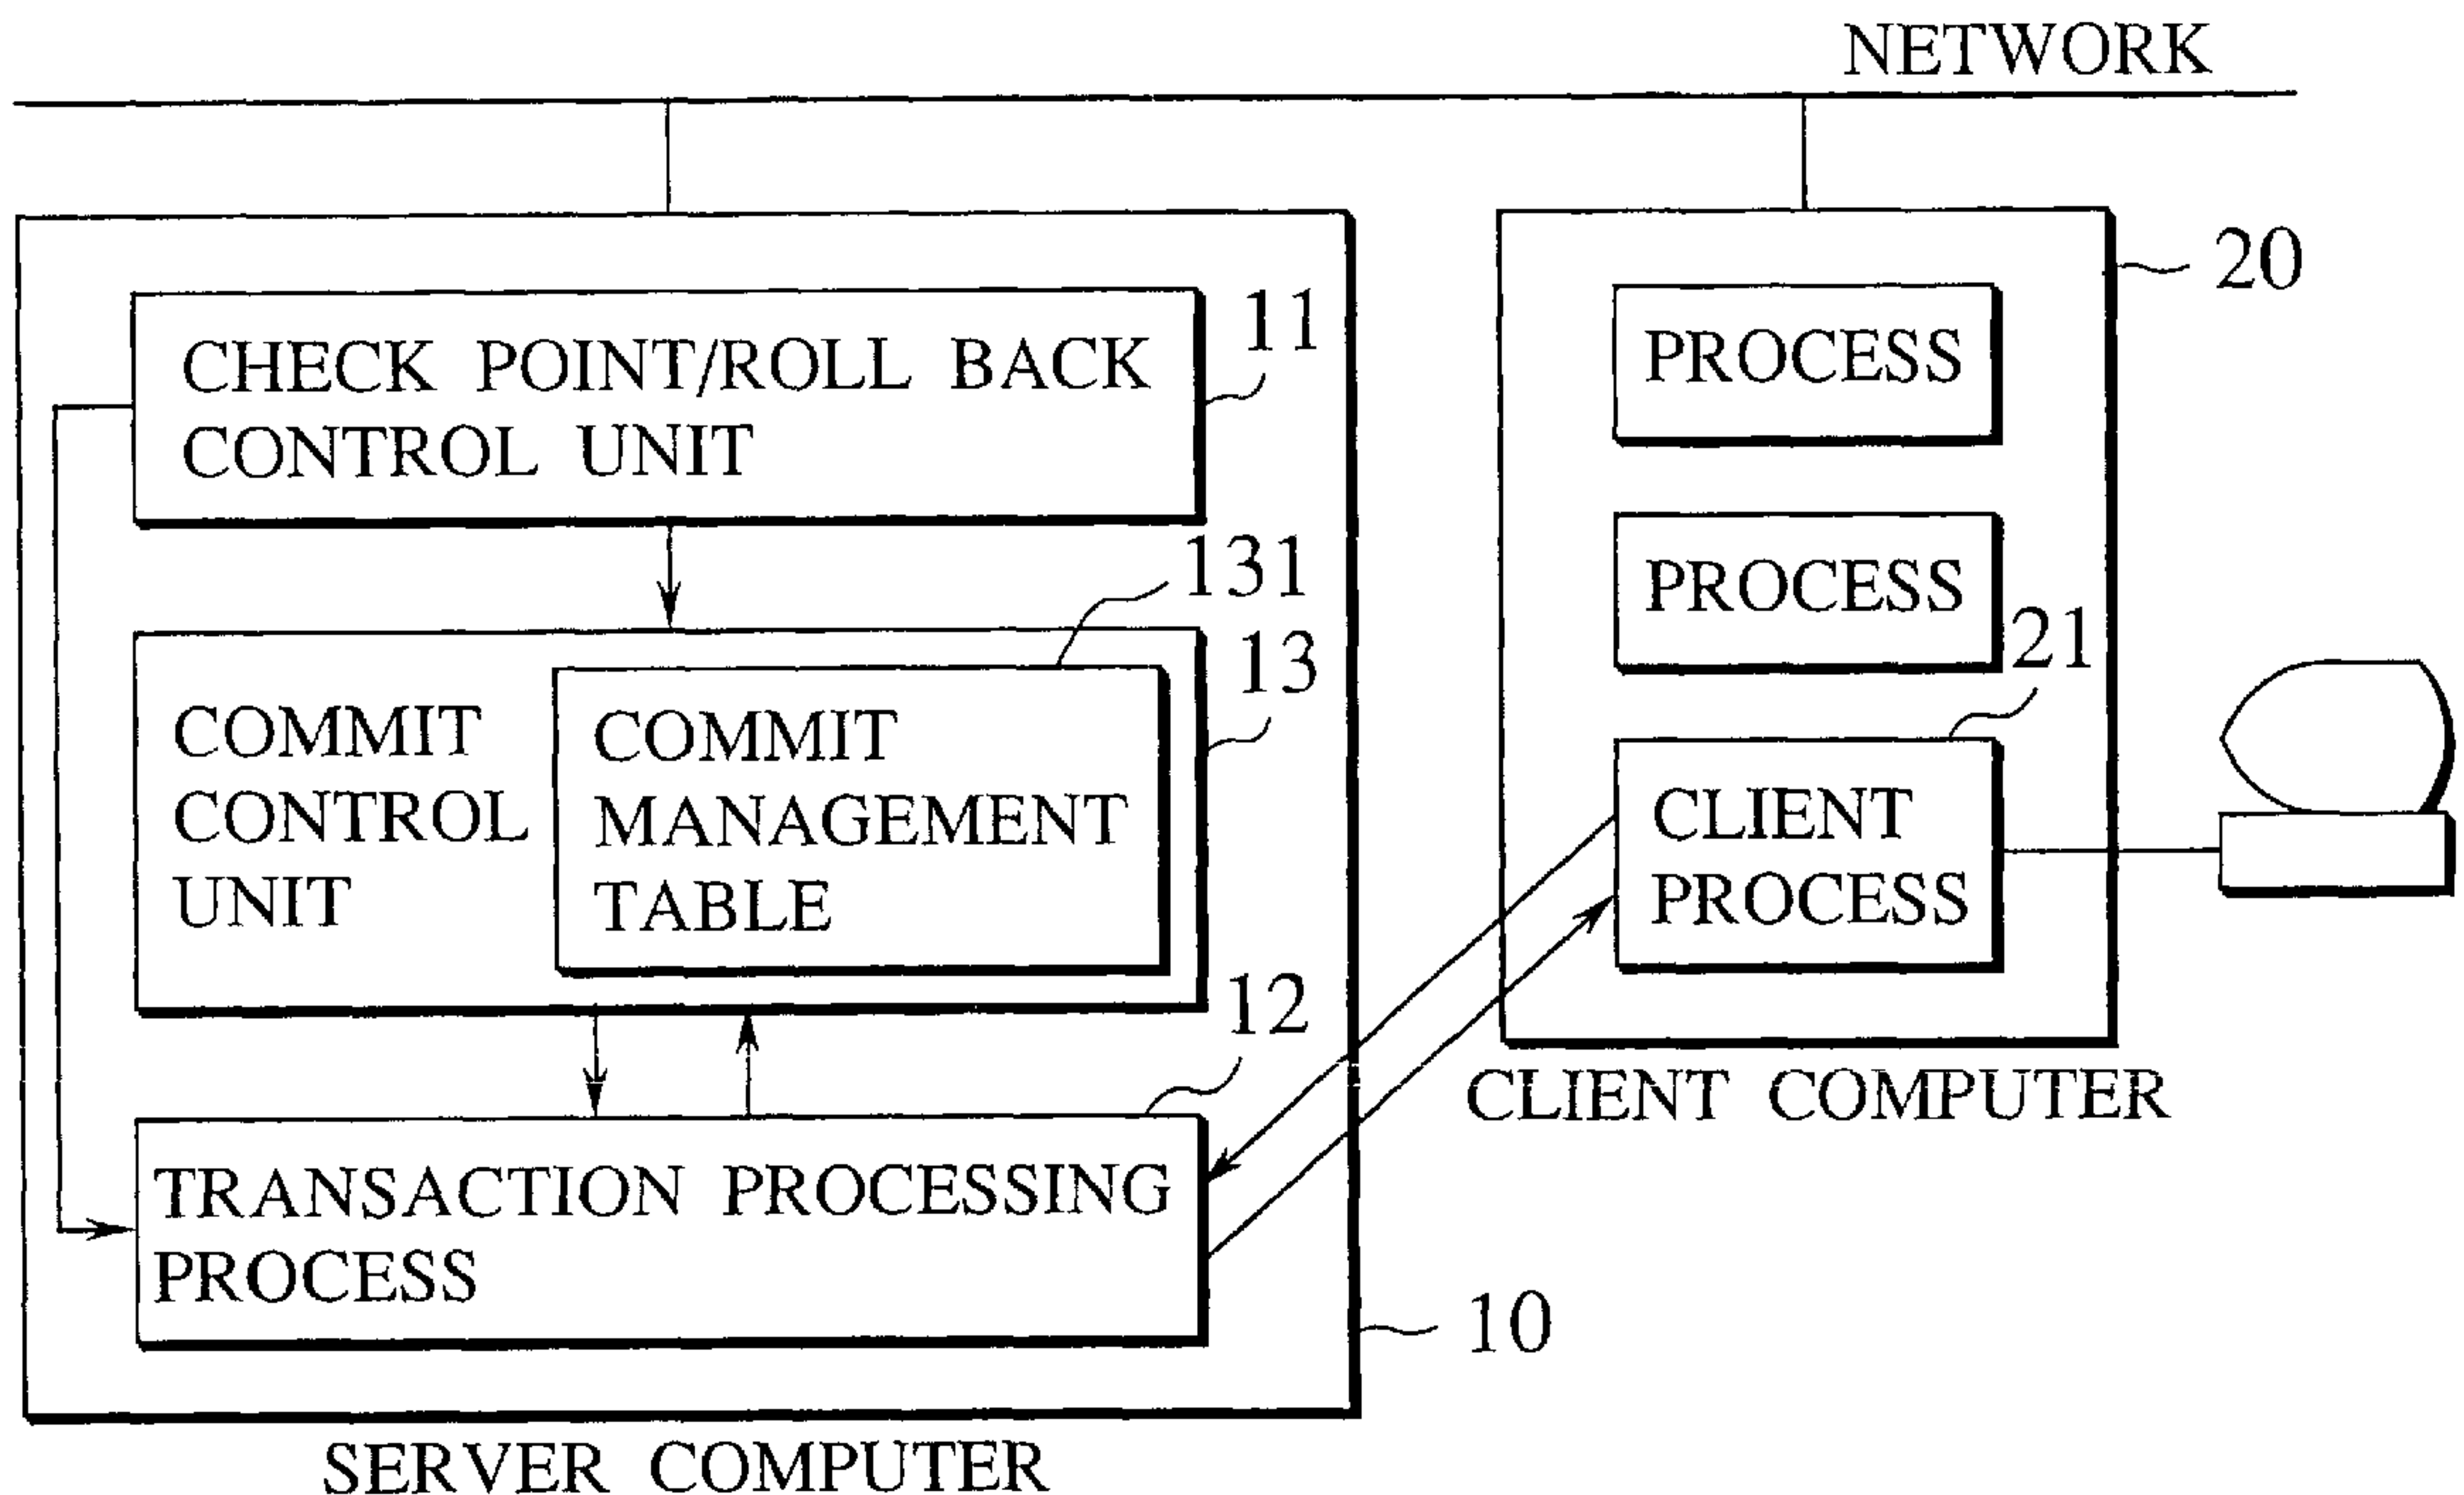 NETWORK
20
CHECK POINT/ROLL BACK
CONTROL UNIT
11
PROCESS
131
13
COMMIT
CONTROL
UNIT
COMMIT
MANAGEMENT
TABLE
PROCESS
21
CLIENT
PROCESS
12
TRANSACTION PROCESSING
PROCESS
CLIENT COMPUTER
10
SERVER COMPUTER